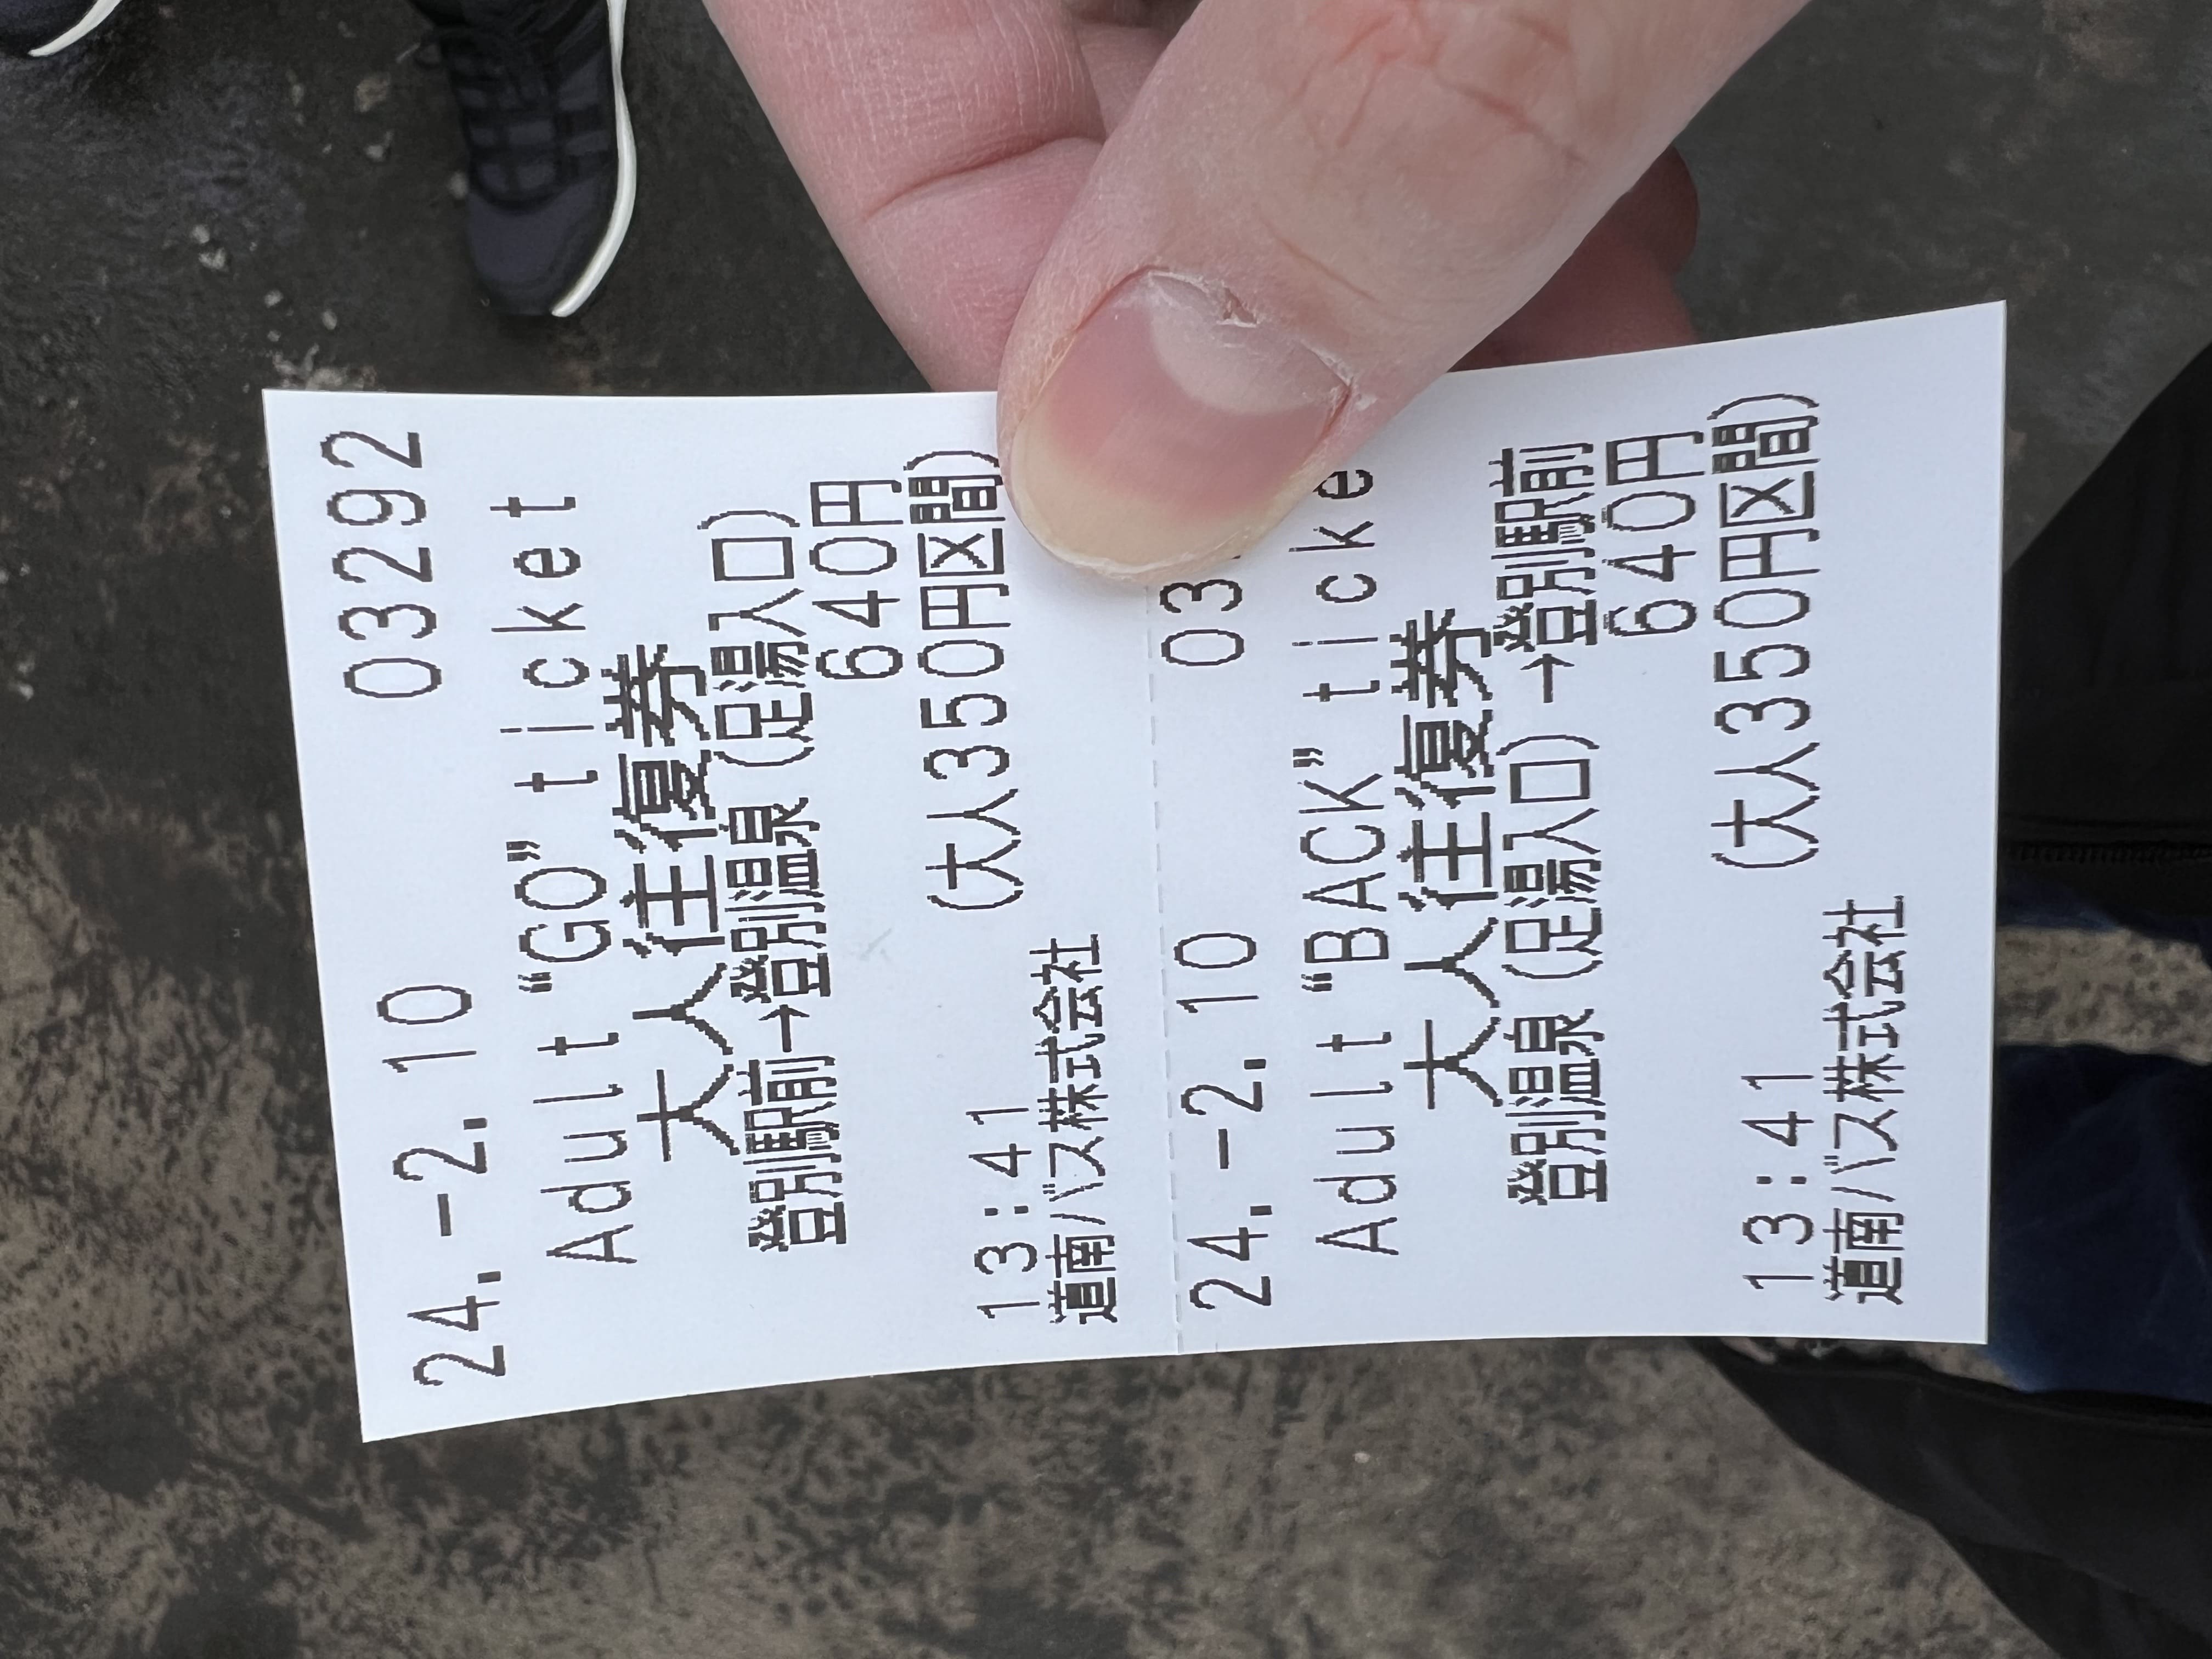 24.-2.10 03292
Adult “GO” ticket
大人往復券
登別駅前→登別温泉（足湯入口）
640円
（大人350円区間）
13:41
道南バス株式会社
24.-2.10
Adult “BACK”
大人往復券
登別温泉（足湯入口）→登別駅前
640円
（大人350円区間）
13:41
道南バス株式会社